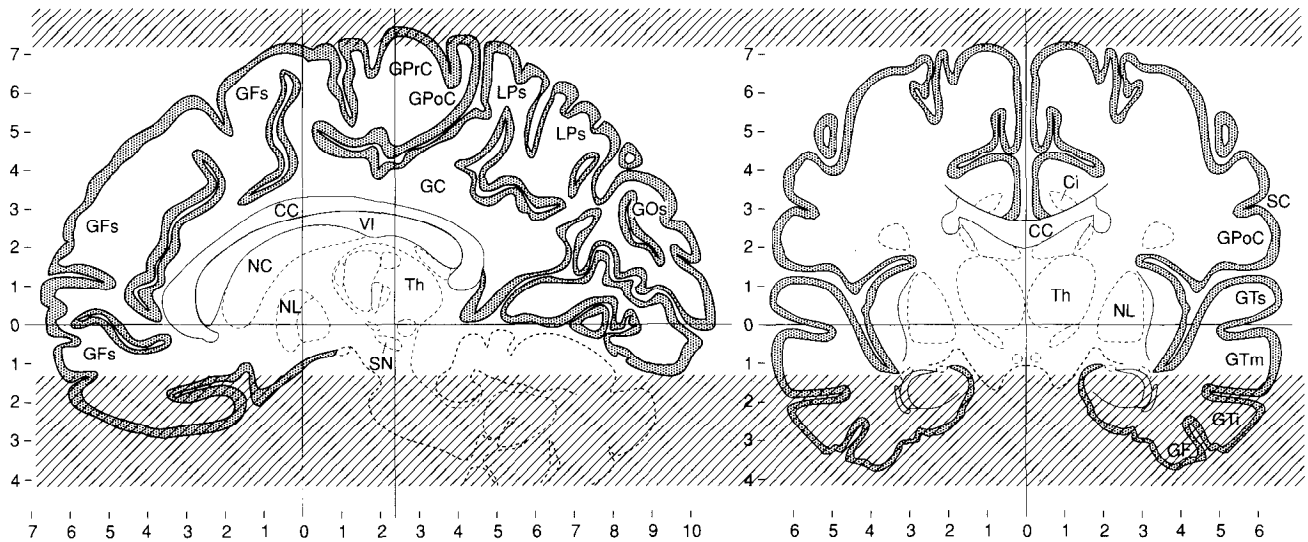 7 7
GPrC
GFs GPoC LPs
6 6
5 LPs 5
4 4
GC Ci
3 3
CC GOs SC
GFs VI CC GPoC
2 2
NC
1 Th Th GTs 1
NL NL
0 0
GFs SN GTm
1 1
2 2
GTi
3 GF 3
4 4
7 6 5 4 3 2 1 0 1 2 3 4 5 6 7 8 9 10 6 5 4 3 2 1 0 1 2 3 4 5 6